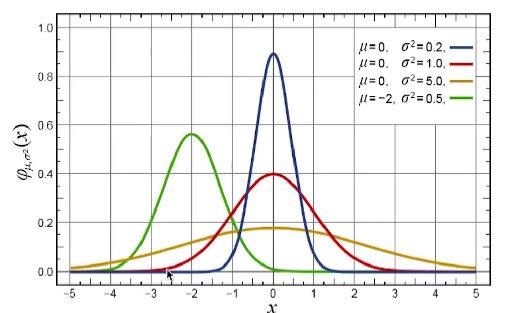 1.0
0.8
0.6
0.4
0.2
0.0
μ=0, σ²=0.2,
μ=0, σ²=1.0,
μ=0, σ²=5.0,
μ=−2, σ²=0.5,
φμ,σ²(x)
−5 −4 −3 −2 −1 0 1 2 3 4 5
x